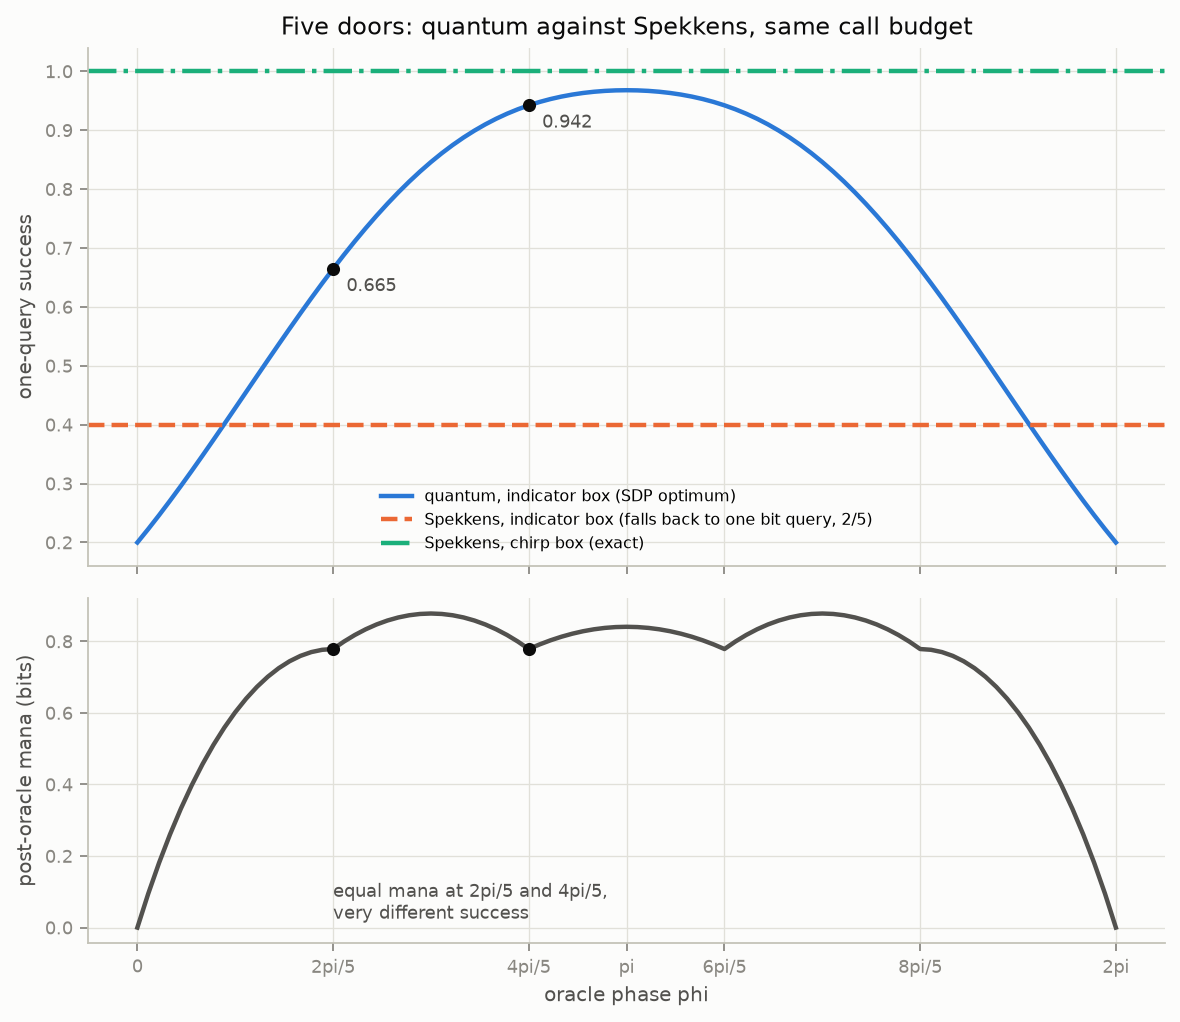 Five doors: quantum against Spekkens, same call budget
one-query success
1.0
0.9
0.8
0.7
0.6
0.5
0.4
0.3
0.2
0.942
0.665
quantum, indicator box (SDP optimum)
Spekkens, indicator box (falls back to one bit query, 2/5)
Spekkens, chirp box (exact)
post-oracle mana (bits)
0.8
0.6
0.4
0.2
0.0
equal mana at 2pi/5 and 4pi/5,
very different success
0 2pi/5 4pi/5 pi 6pi/5 8pi/5 2pi
oracle phase phi